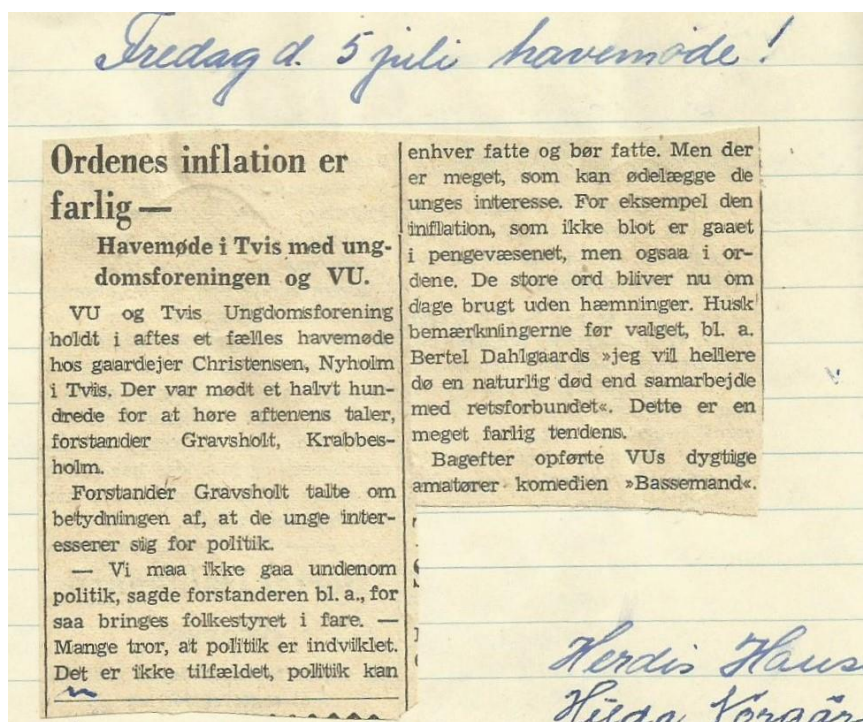 Fredag d. 5 juli havemøde!
Ordenes inflation er
farlig —
Havemøde i Tvis med ung-
domsforeningen og VU.
VU og Tvis Ungdomsforening
holdt i aftes et fælles havemøde
hos gaardejer Christensen, Nyholm
i Tvis. Der var mødt et halvt hun-
drede for at høre aftenens taler,
forstander Gravsholt, Krabbes-
holm.
Forstander Gravsholt talte om
betydningen af, at de unge inter-
esserer sig for politik.
— Vi maa ikke gaa undenom
politik, sagde forstanderen bl. a., for
saa bringes folkestyret i fare. —
Mange tror, at politik er indviklet.
Det er ikke tilfældet, politik kan
enhver fatte og bør fatte. Men der
er meget, som kan ødelægge de
unges interesse. For eksempel den
inflation, som ikke blot er gaaet
i pengevæsenet, men ogsaa i or-
dene. De store ord bliver nu om
dage brugt uden hæmninger. Husk
bemærkningerne før valget, bl. a.
Bertel Dahlgaards »jeg vil hellere
dø en naturlig død end samarbejde
med retsforbundet«. Dette er en
meget farlig tendens.
Bagefter opførte VUs dygtige
amatører komedien »Bassemand«.
Herdis Hans
Hilda Nørgår